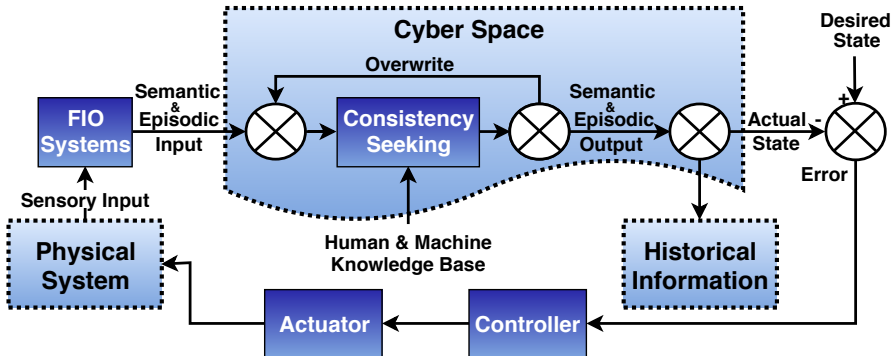 Cyber Space
Desired
State
Overwrite
Semantic
&
Episodic
Input
FIO
Systems
Consistency
Seeking
Semantic
&
Episodic
Output
Actual
State
+
-
Error
Sensory Input
Physical
System
Human & Machine
Knowledge Base
Historical
Information
Actuator
Controller